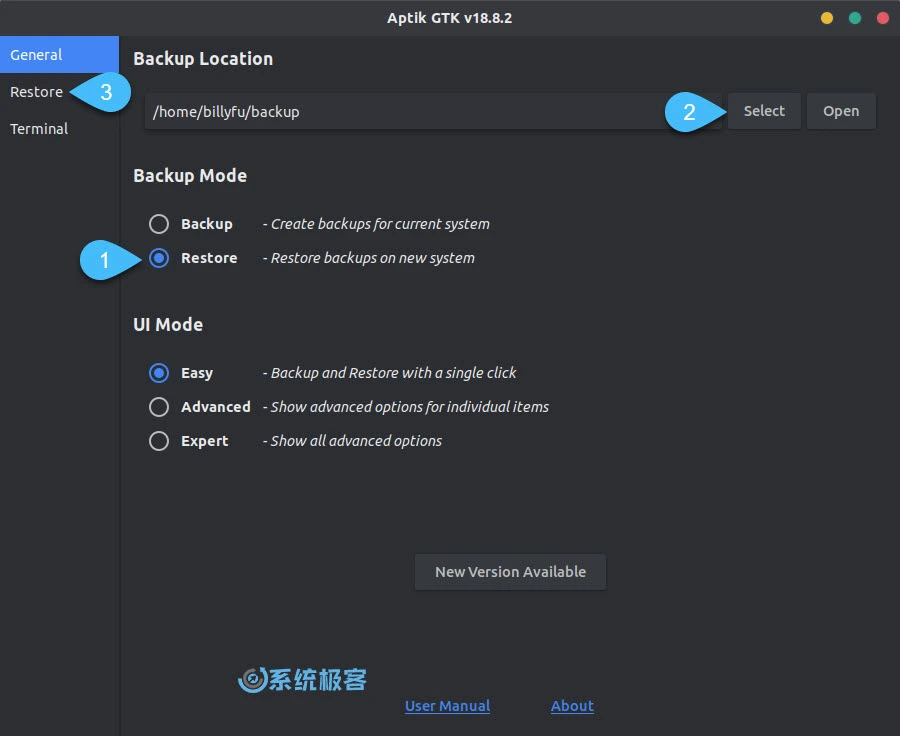 Aptik GTK v18.8.2
General
Restore
Terminal
3
Backup Location
/home/billyfu/backup
2
Select
Open
Backup Mode
Backup - Create backups for current system
1
Restore - Restore backups on new system
UI Mode
Easy - Backup and Restore with a single click
Advanced - Show advanced options for individual items
Expert - Show all advanced options
New Version Available
系统极客
User Manual
About